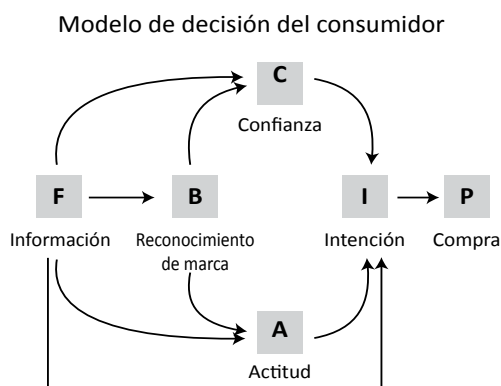 Modelo de decisión del consumidor
C
Confianza
F
B
I
P
Información
Reconocimiento
de marca
Intención
Compra
A
Actitud